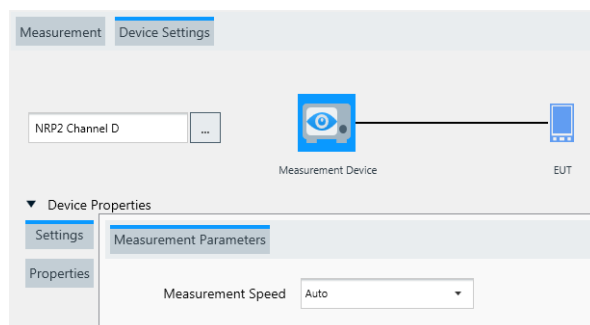 Measurement Device Settings
NRP2 Channel D ...
Measurement Device EUT
Device Properties
Settings Measurement Parameters
Properties
Measurement Speed Auto